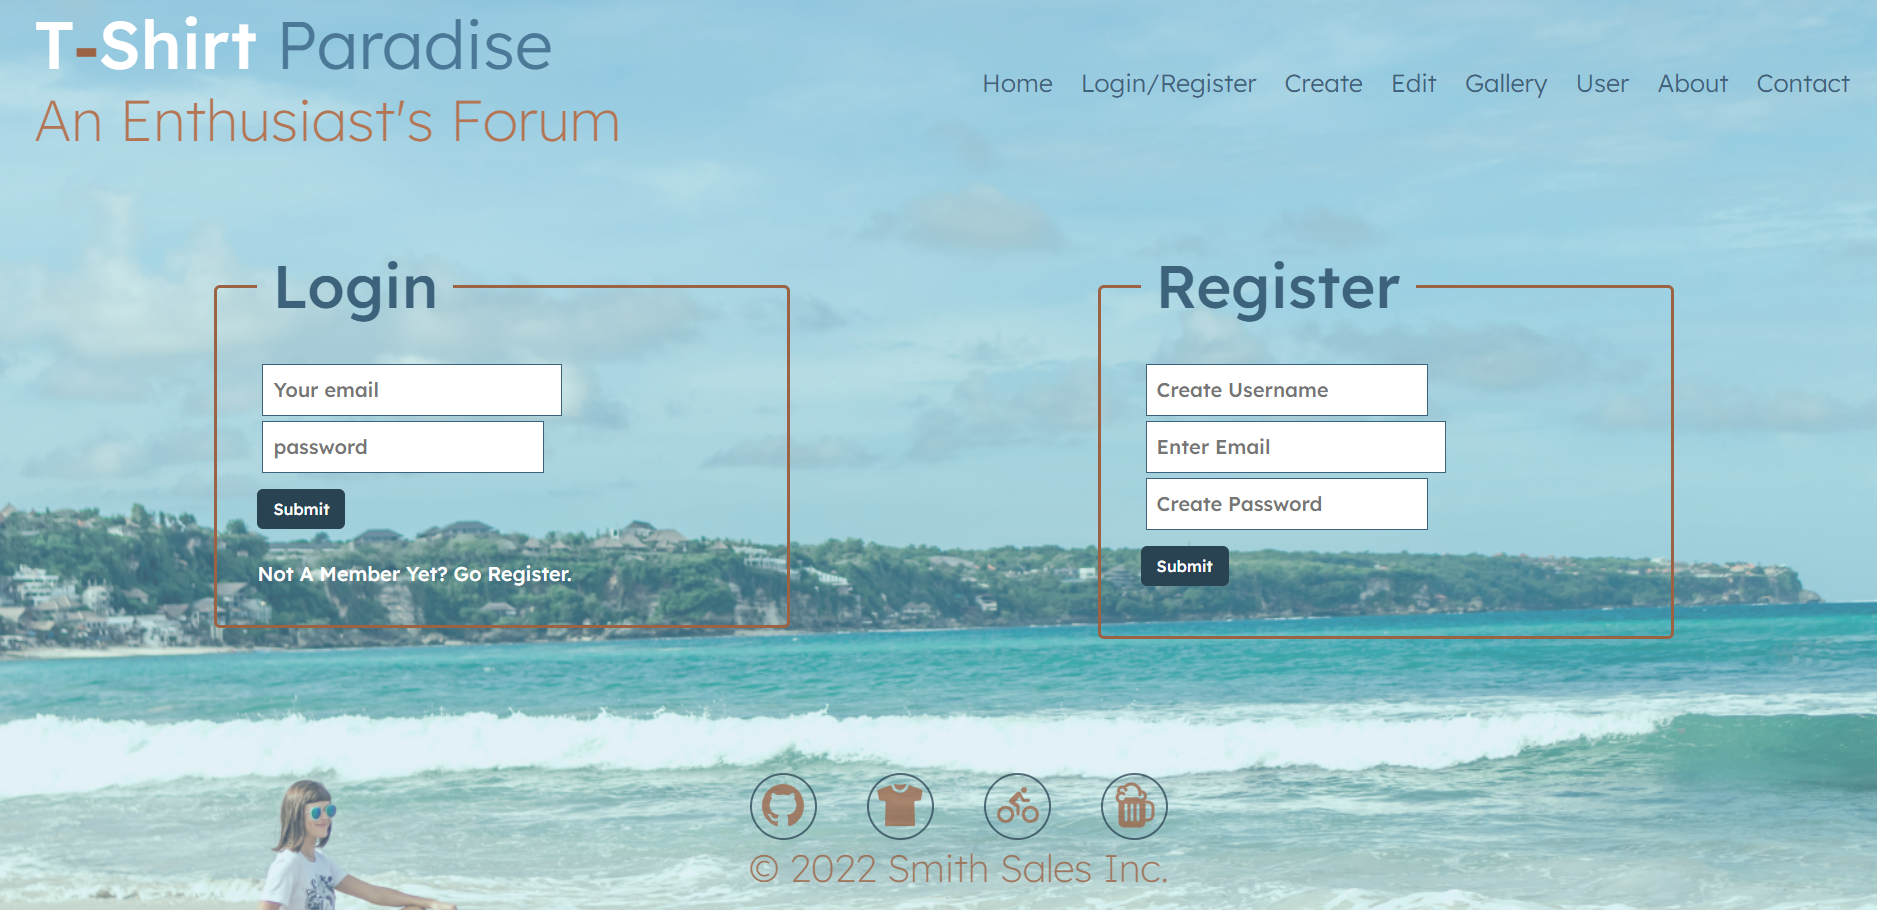 T-Shirt Paradise
An Enthusiast's Forum
Home Login/Register Create Edit Gallery User About Contact
Login
Your email
password
Submit
Not A Member Yet? Go Register.
Register
Create Username
Enter Email
Create Password
Submit
© 2022 Smith Sales Inc.